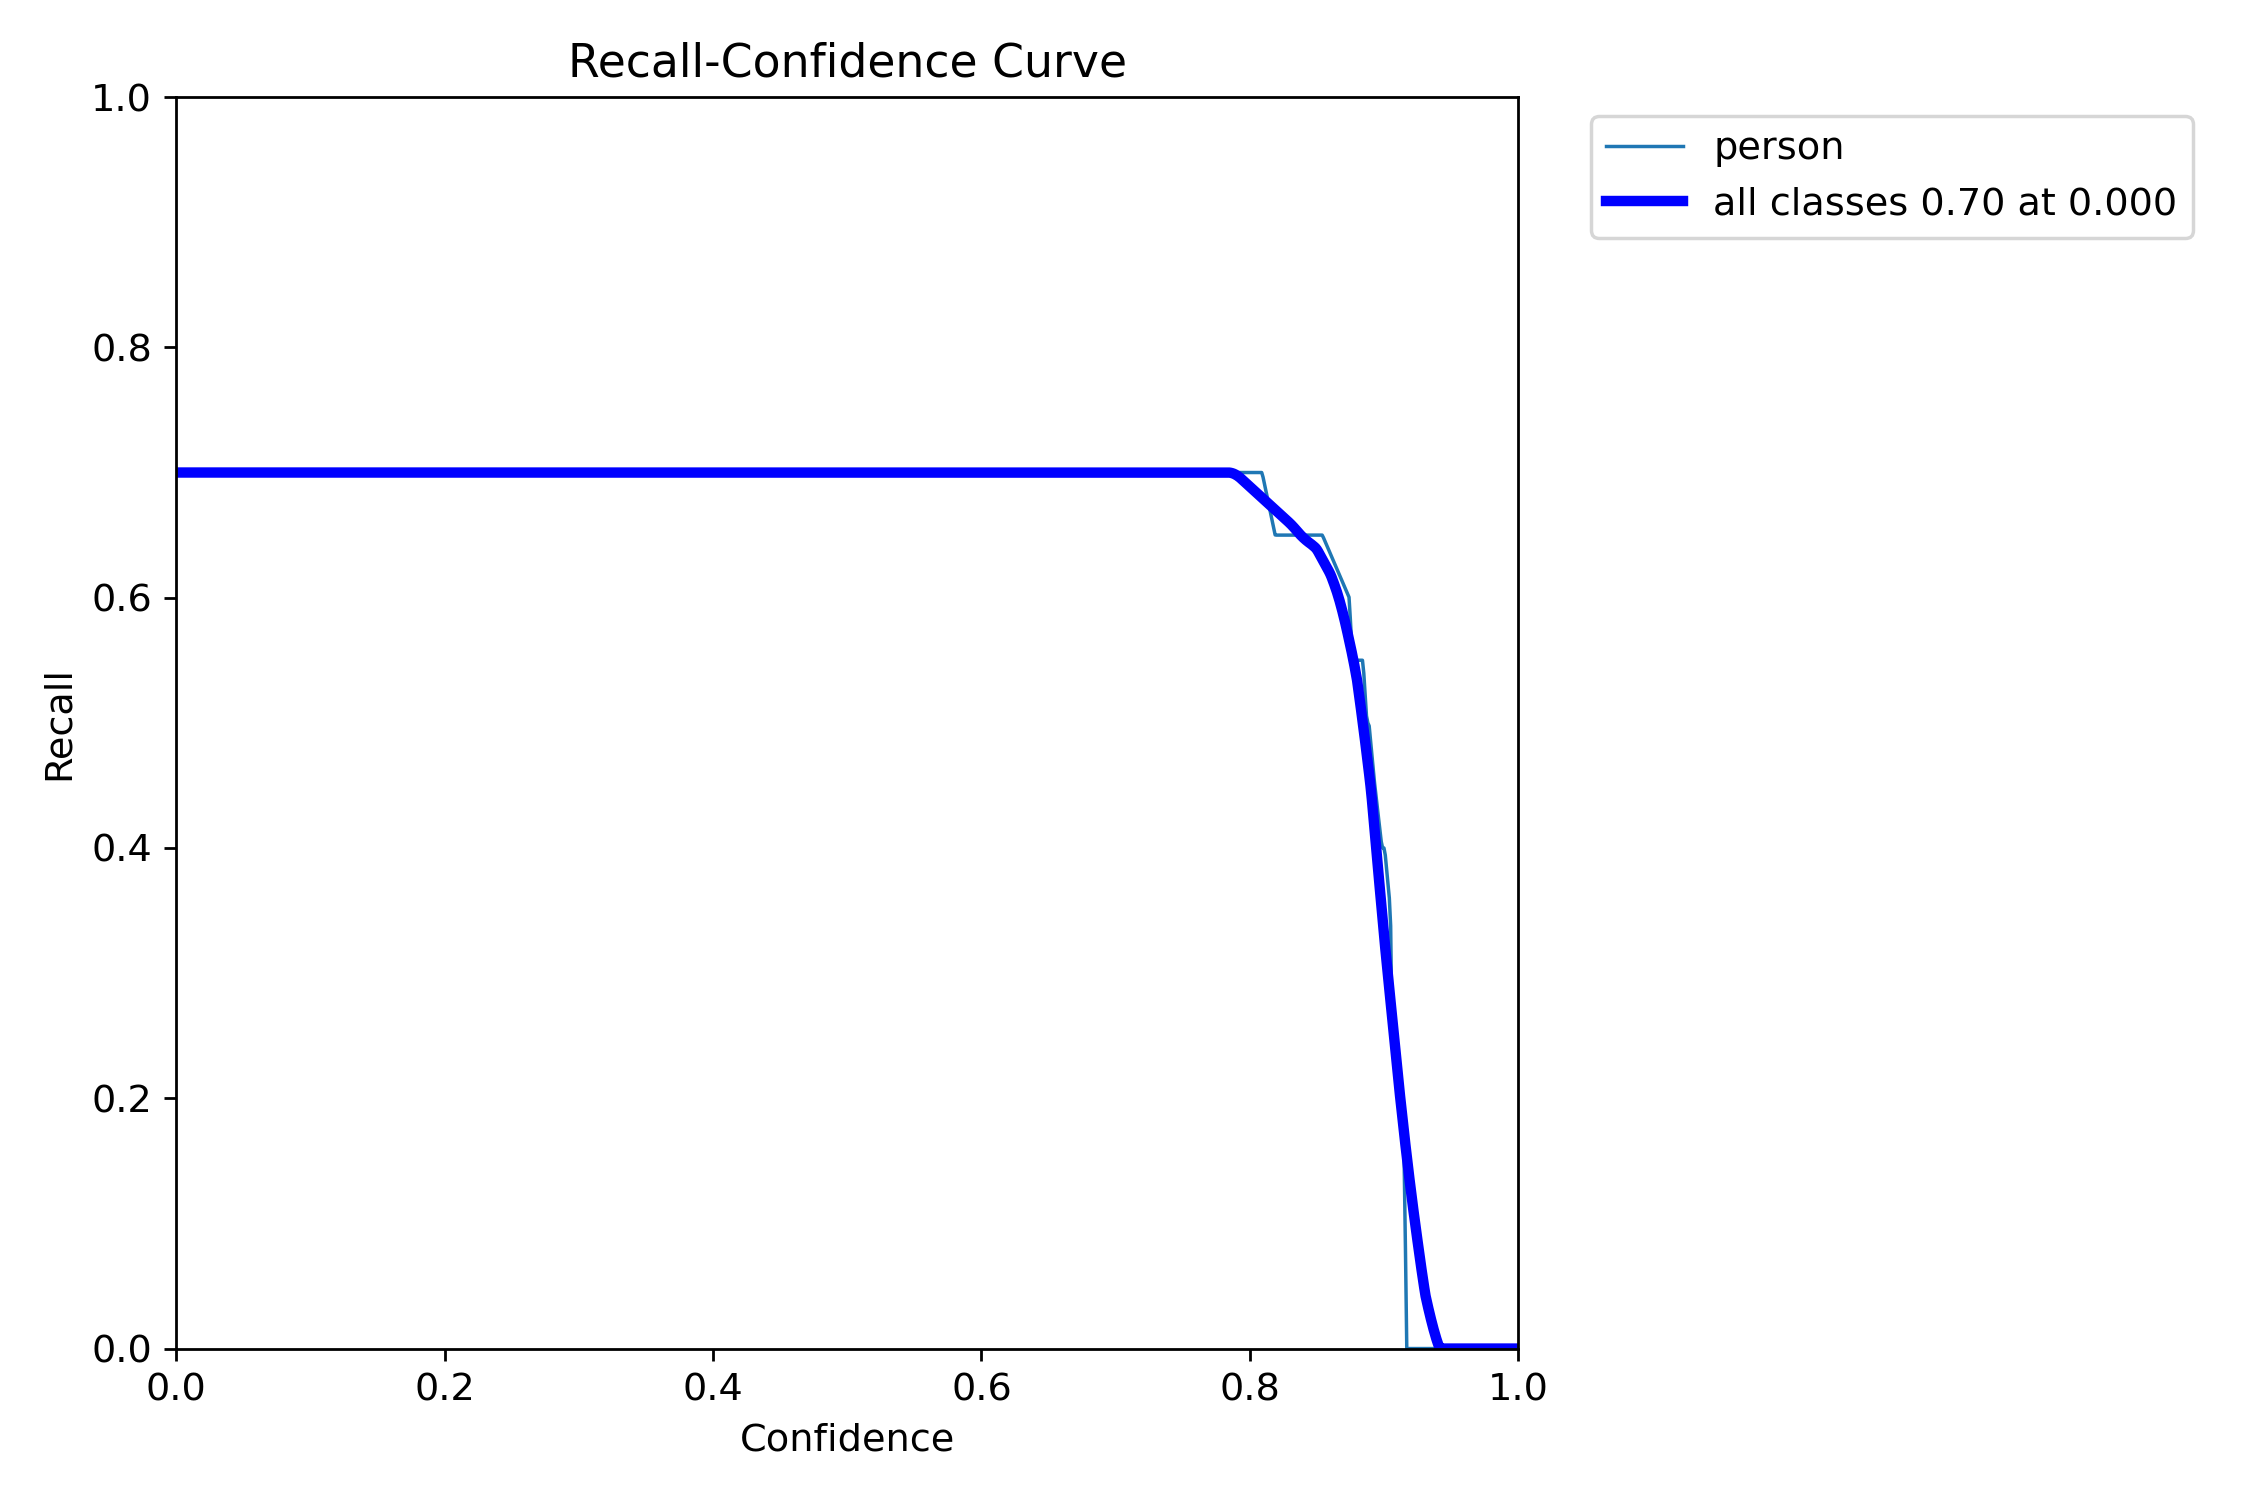 Recall-Confidence Curve
1.0
0.8
0.6
0.4
0.2
0.0
Recall
0.0 0.2 0.4 0.6 0.8 1.0
Confidence
person
all classes 0.70 at 0.000